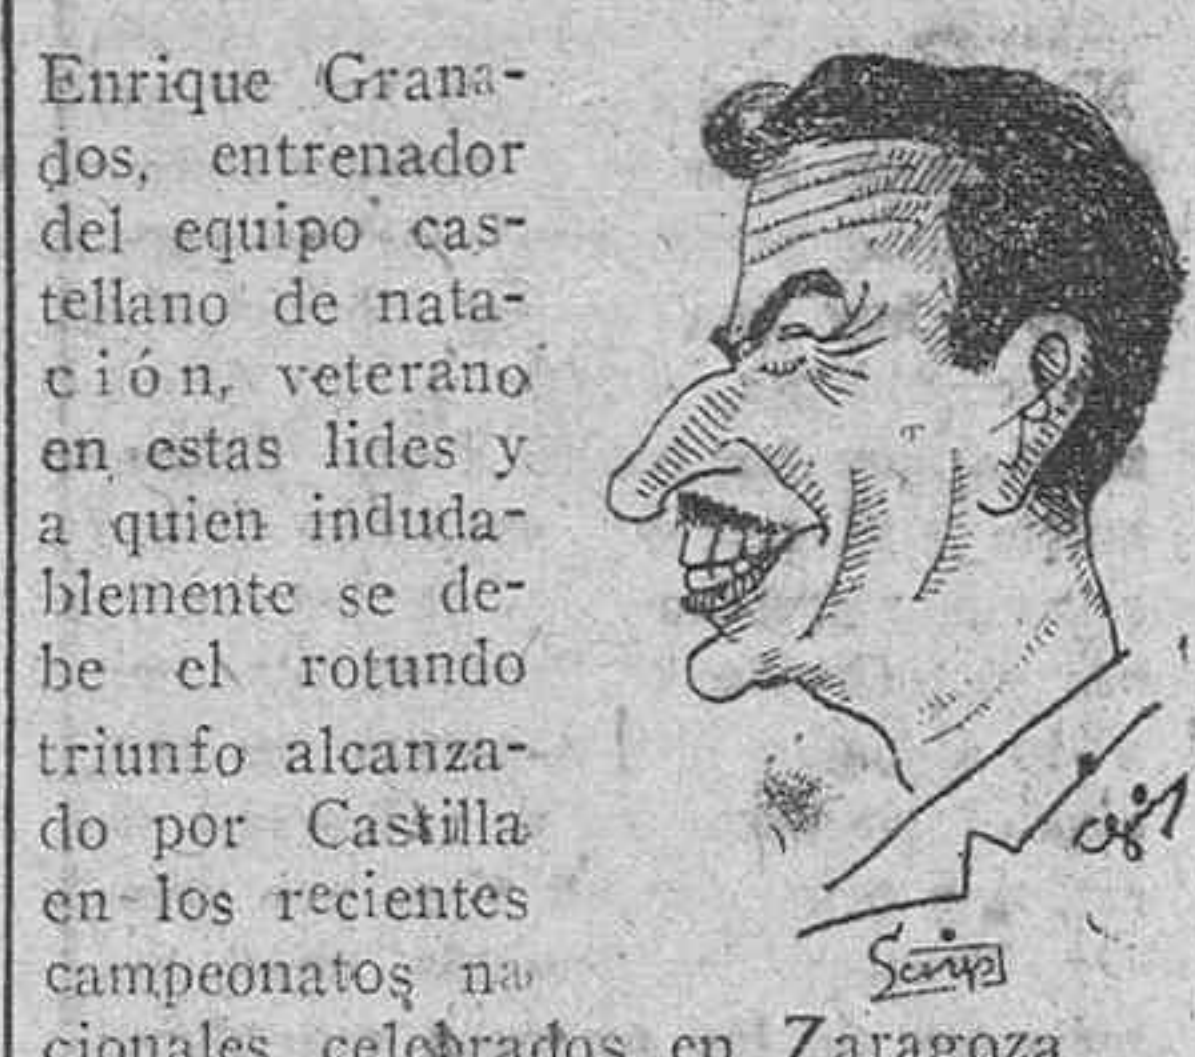 Enrique Grana-
dos, entrenador
del equipo cas-
tellano de nata-
ción, veterano
en estas lides y
a quien induda-
blemente se de-
be el rotundo
triunfo alcanza-
do por Castilla
en los recientes
campeonatos na
cionales celebrados en Zaragoza